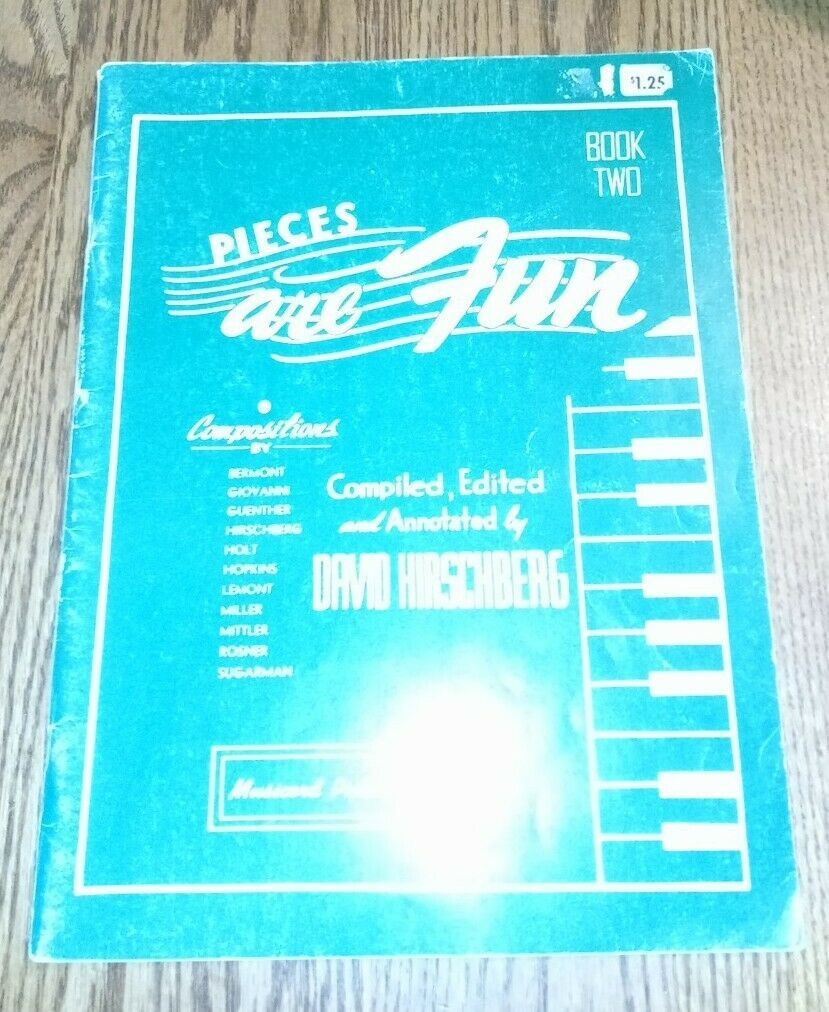 $1.25
BOOK
TWO
PIECES
are Fun
Compositions
BY
BERMONT
GIOVANNI
GUENTHER
HIRSCHBERG
HOLT
HOPKINS
LEMONT
MILLER
MITTLER
ROSNER
SUGARMAN
Compiled, Edited
and Annotated by
DAVID HIRSCHBERG
Musicord